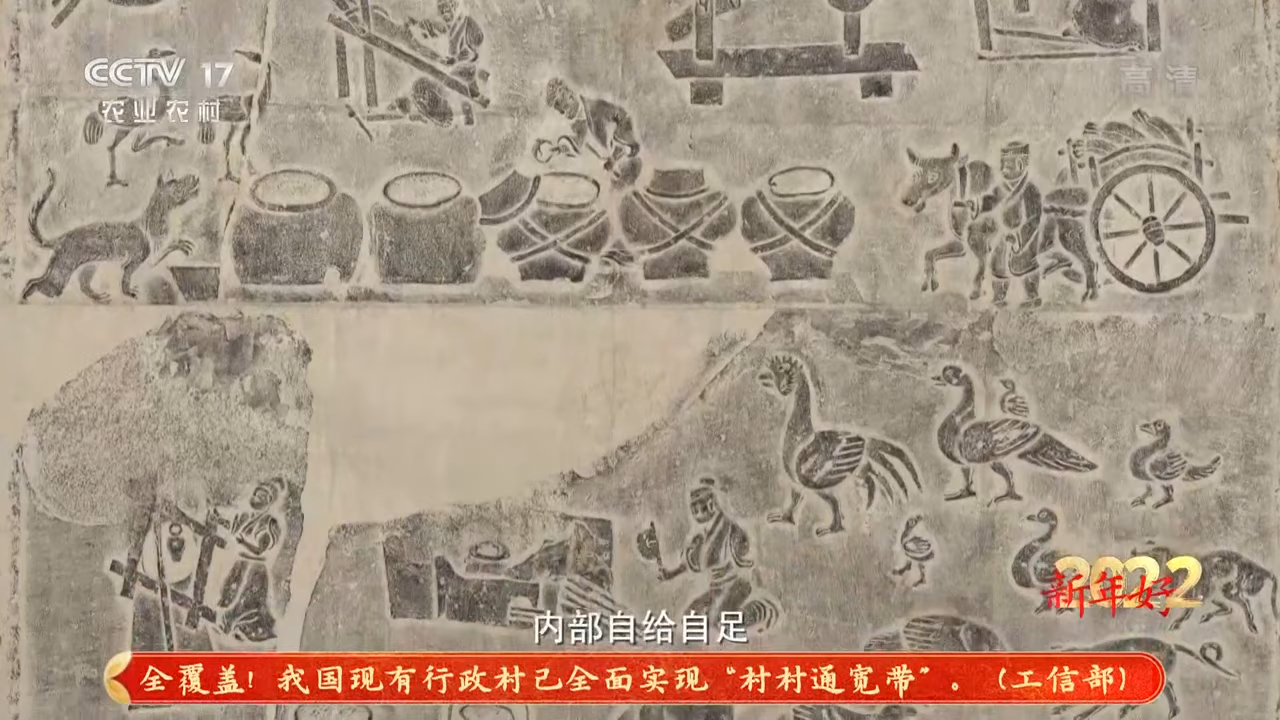 CCTV 17
农业农村
高清
2022
新年好
内部自给自足
全覆盖！我国现有行政村已全面实现“村村通宽带”。（工信部）